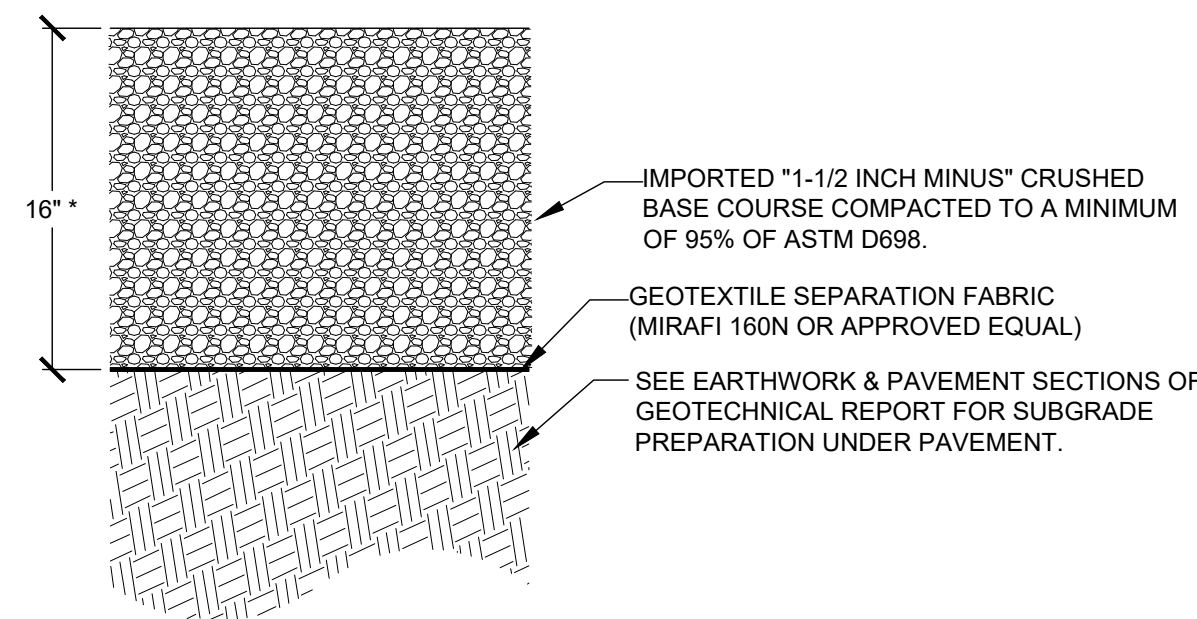 16" *
IMPORTED "1-1/2 INCH MINUS" CRUSHED
BASE COURSE COMPACTED TO A MINIMUM
OF 95% OF ASTM D698.
GEOTEXTILE SEPARATION FABRIC
(MIRAFI 160N OR APPROVED EQUAL)
SEE EARTHWORK & PAVEMENT SECTIONS OF
GEOTECHNICAL REPORT FOR SUBGRADE
PREPARATION UNDER PAVEMENT.